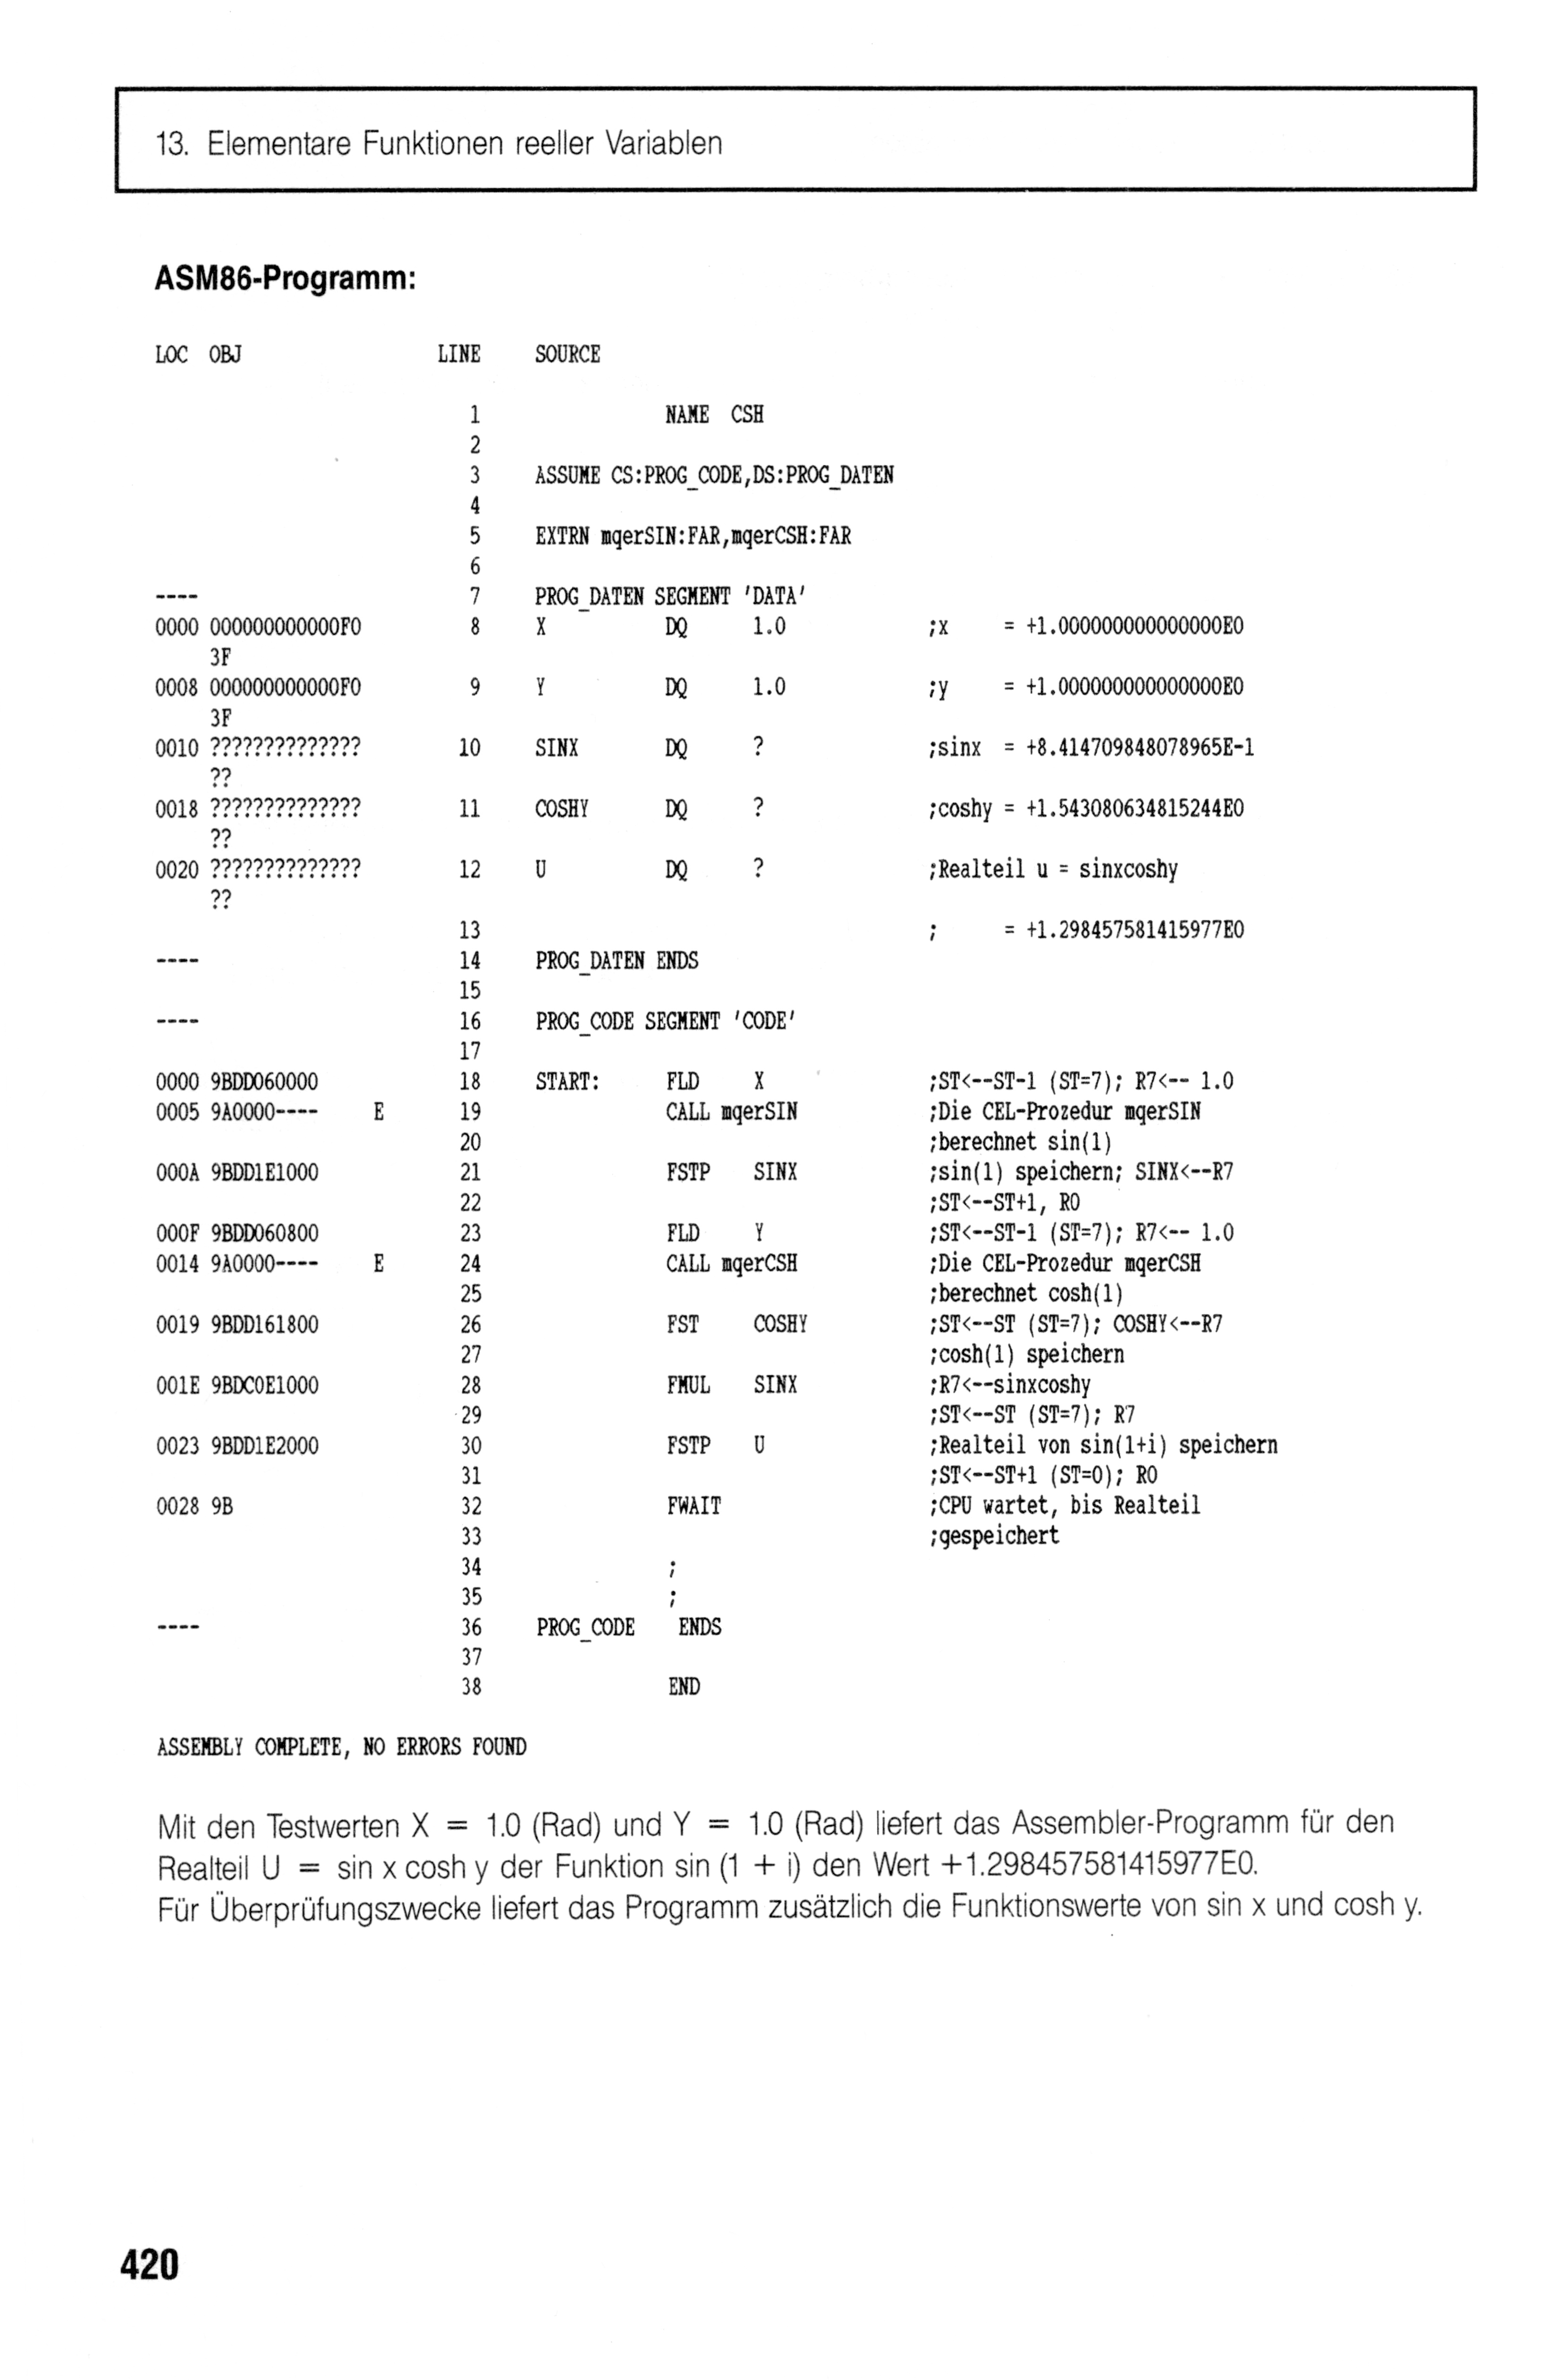 13. Elementare Funktionen reeller Variablen
ASM86-Programm:
LOC OBJ LINE SOURCE
1 NAME CSH
2
3 ASSUME CS:PROG_CODE,DS:PROG_DATEN
4
5 EXTRN mqerSIN:FAR,mqerCSH:FAR
6
---- 7 PROG_DATEN SEGMENT 'DATA'
0000 000000000000F0 8 X DQ 1.0 ;x = +1.000000000000000E0
3F
0008 000000000000F0 9 Y DQ 1.0 ;y = +1.000000000000000E0
3F
0010 ?????????????? 10 SINX DQ ? ;sinx = +8.414709848078965E-1
??
0018 ?????????????? 11 COSHY DQ ? ;coshy = +1.543080634815244E0
??
0020 ?????????????? 12 U DQ ? ;Realteil u = sinxcoshy
??
13 ; = +1.298457581415977E0
---- 14 PROG_DATEN ENDS
15
---- 16 PROG_CODE SEGMENT 'CODE'
17
0000 9BDD060000 18 START: FLD X ;ST<--ST-1 (ST=7); R7<-- 1.0
0005 9A0000---- E 19 CALL mqerSIN ;Die CEL-Prozedur mqerSIN
20 ;berechnet sin(1)
000A 9BDD1E1000 21 FSTP SINX ;sin(1) speichern; SINX<--R7
22 ;ST<--ST+1, R0
000F 9BDD060800 23 FLD Y ;ST<--ST-1 (ST=7); R7<-- 1.0
0014 9A0000---- E 24 CALL mqerCSH ;Die CEL-Prozedur mqerCSH
25 ;berechnet cosh(1)
0019 9BDD161800 26 FST COSHY ;ST<--ST (ST=7); COSHY<--R7
27 ;cosh(1) speichern
001E 9BDC0E1000 28 FMUL SINX ;R7<--sinxcoshy
29 ;ST<--ST (ST=7); R7
0023 9BDD1E2000 30 FSTP U ;Realteil von sin(1+i) speichern
31 ;ST<--ST+1 (ST=0); R0
0028 9B 32 FWAIT ;CPU wartet, bis Realteil
33 ;gespeichert
34 ;
35 ;
---- 36 PROG_CODE ENDS
37
38 END
ASSEMBLY COMPLETE, NO ERRORS FOUND
Mit den Testwerten X = 1.0 (Rad) und Y = 1.0 (Rad) liefert das Assembler-Programm für den
Realteil U = sin x cosh y der Funktion sin (1 + i) den Wert +1.298457581415977E0.
Für Überprüfungszwecke liefert das Programm zusätzlich die Funktionswerte von sin x und cosh y.
420